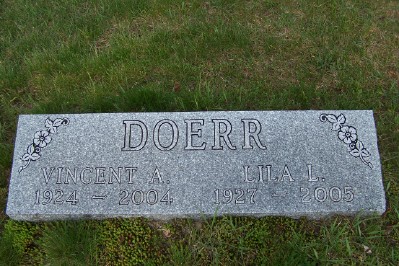 DOERR
VINCENT A. LILA L.
1924 - 2004 1927 - 2005